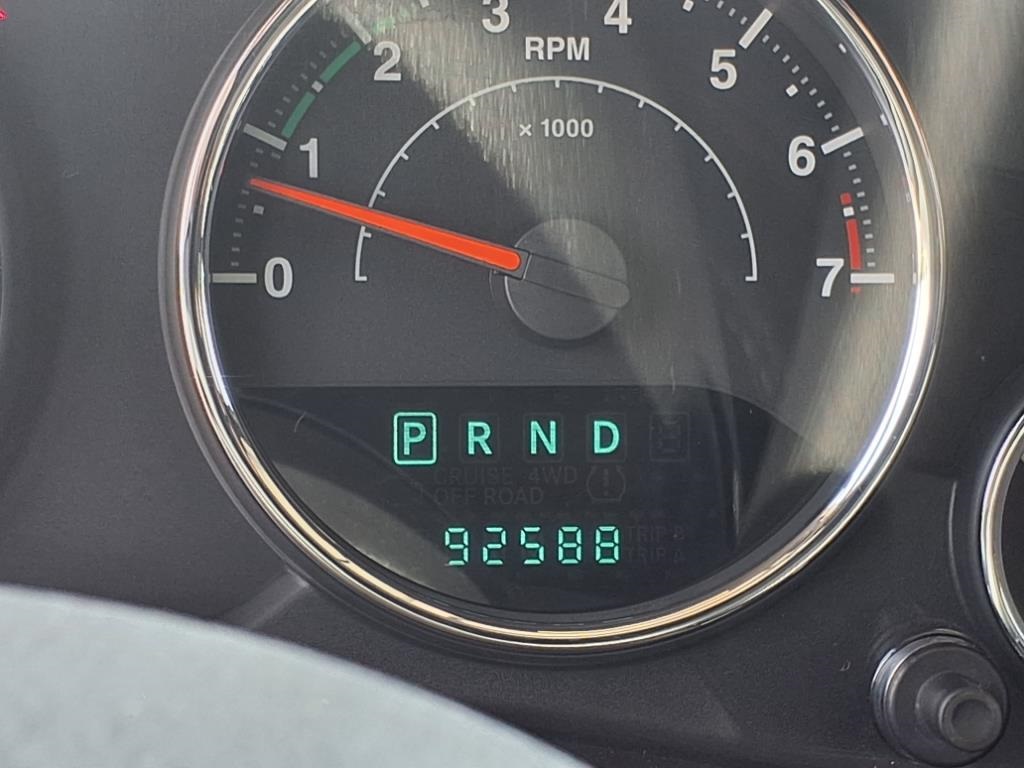 3 4
2 RPM 5
× 1000
1 6
0 7
P R N D
CRUISE 4WD
OFF ROAD
TRIP B
TRIP A
92588